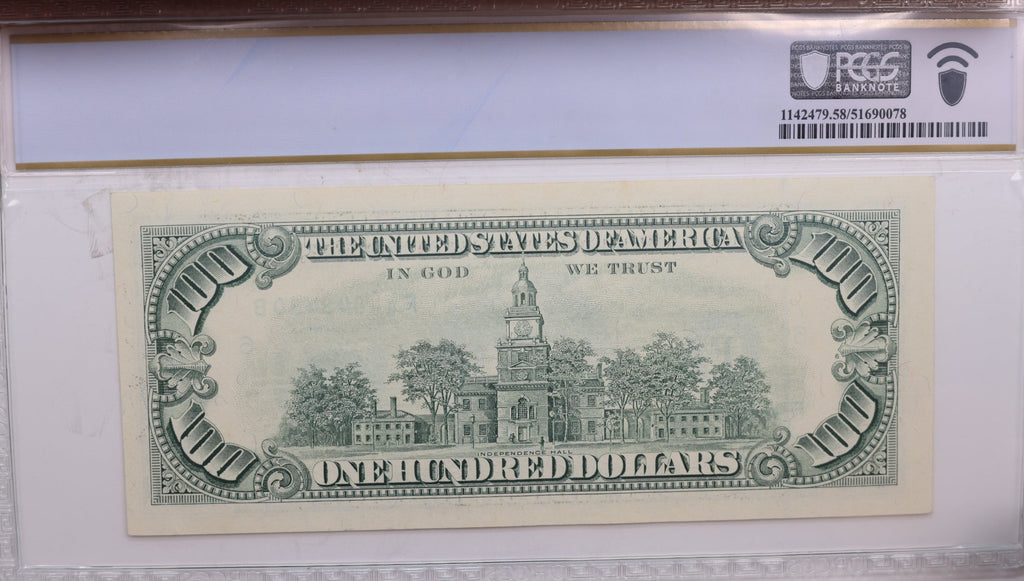 PCGS
BANKNOTE
1142479.58/51690078
THE UNITED STATES OF AMERICA
100
100
IN GOD WE TRUST
100
100
INDEPENDENCE HALL
ONE HUNDRED DOLLARS